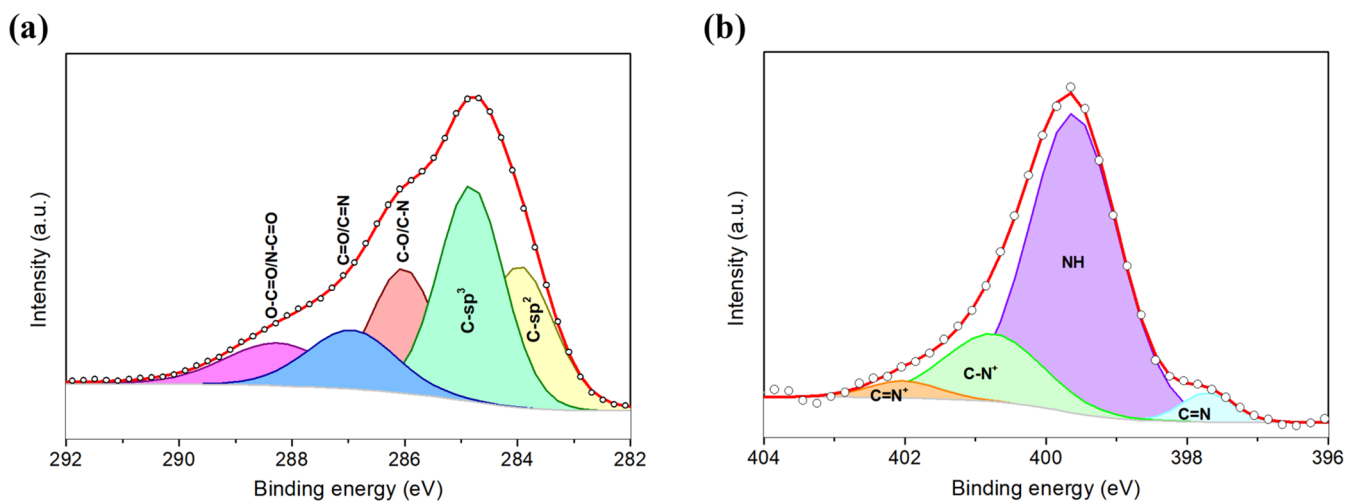 (a)
Intensity (a.u.)
O-C=O/N-C=O
C=O/C=N
C-O/C-N
C-sp³
C-sp²
292 290 288 286 284 282
Binding energy (eV)
(b)
Intensity (a.u.)
NH
C-N⁺
C=N⁺
C=N
404 402 400 398 396
Binding energy (eV)